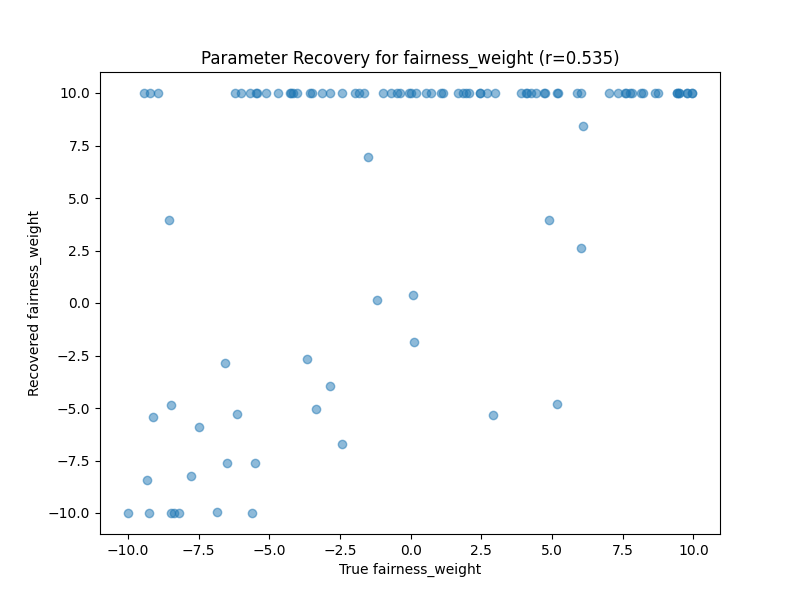 Parameter Recovery for fairness_weight (r=0.535)
10.0
7.5
5.0
2.5
0.0
−2.5
−5.0
−7.5
−10.0
Recovered fairness_weight
−10.0 −7.5 −5.0 −2.5 0.0 2.5 5.0 7.5 10.0
True fairness_weight